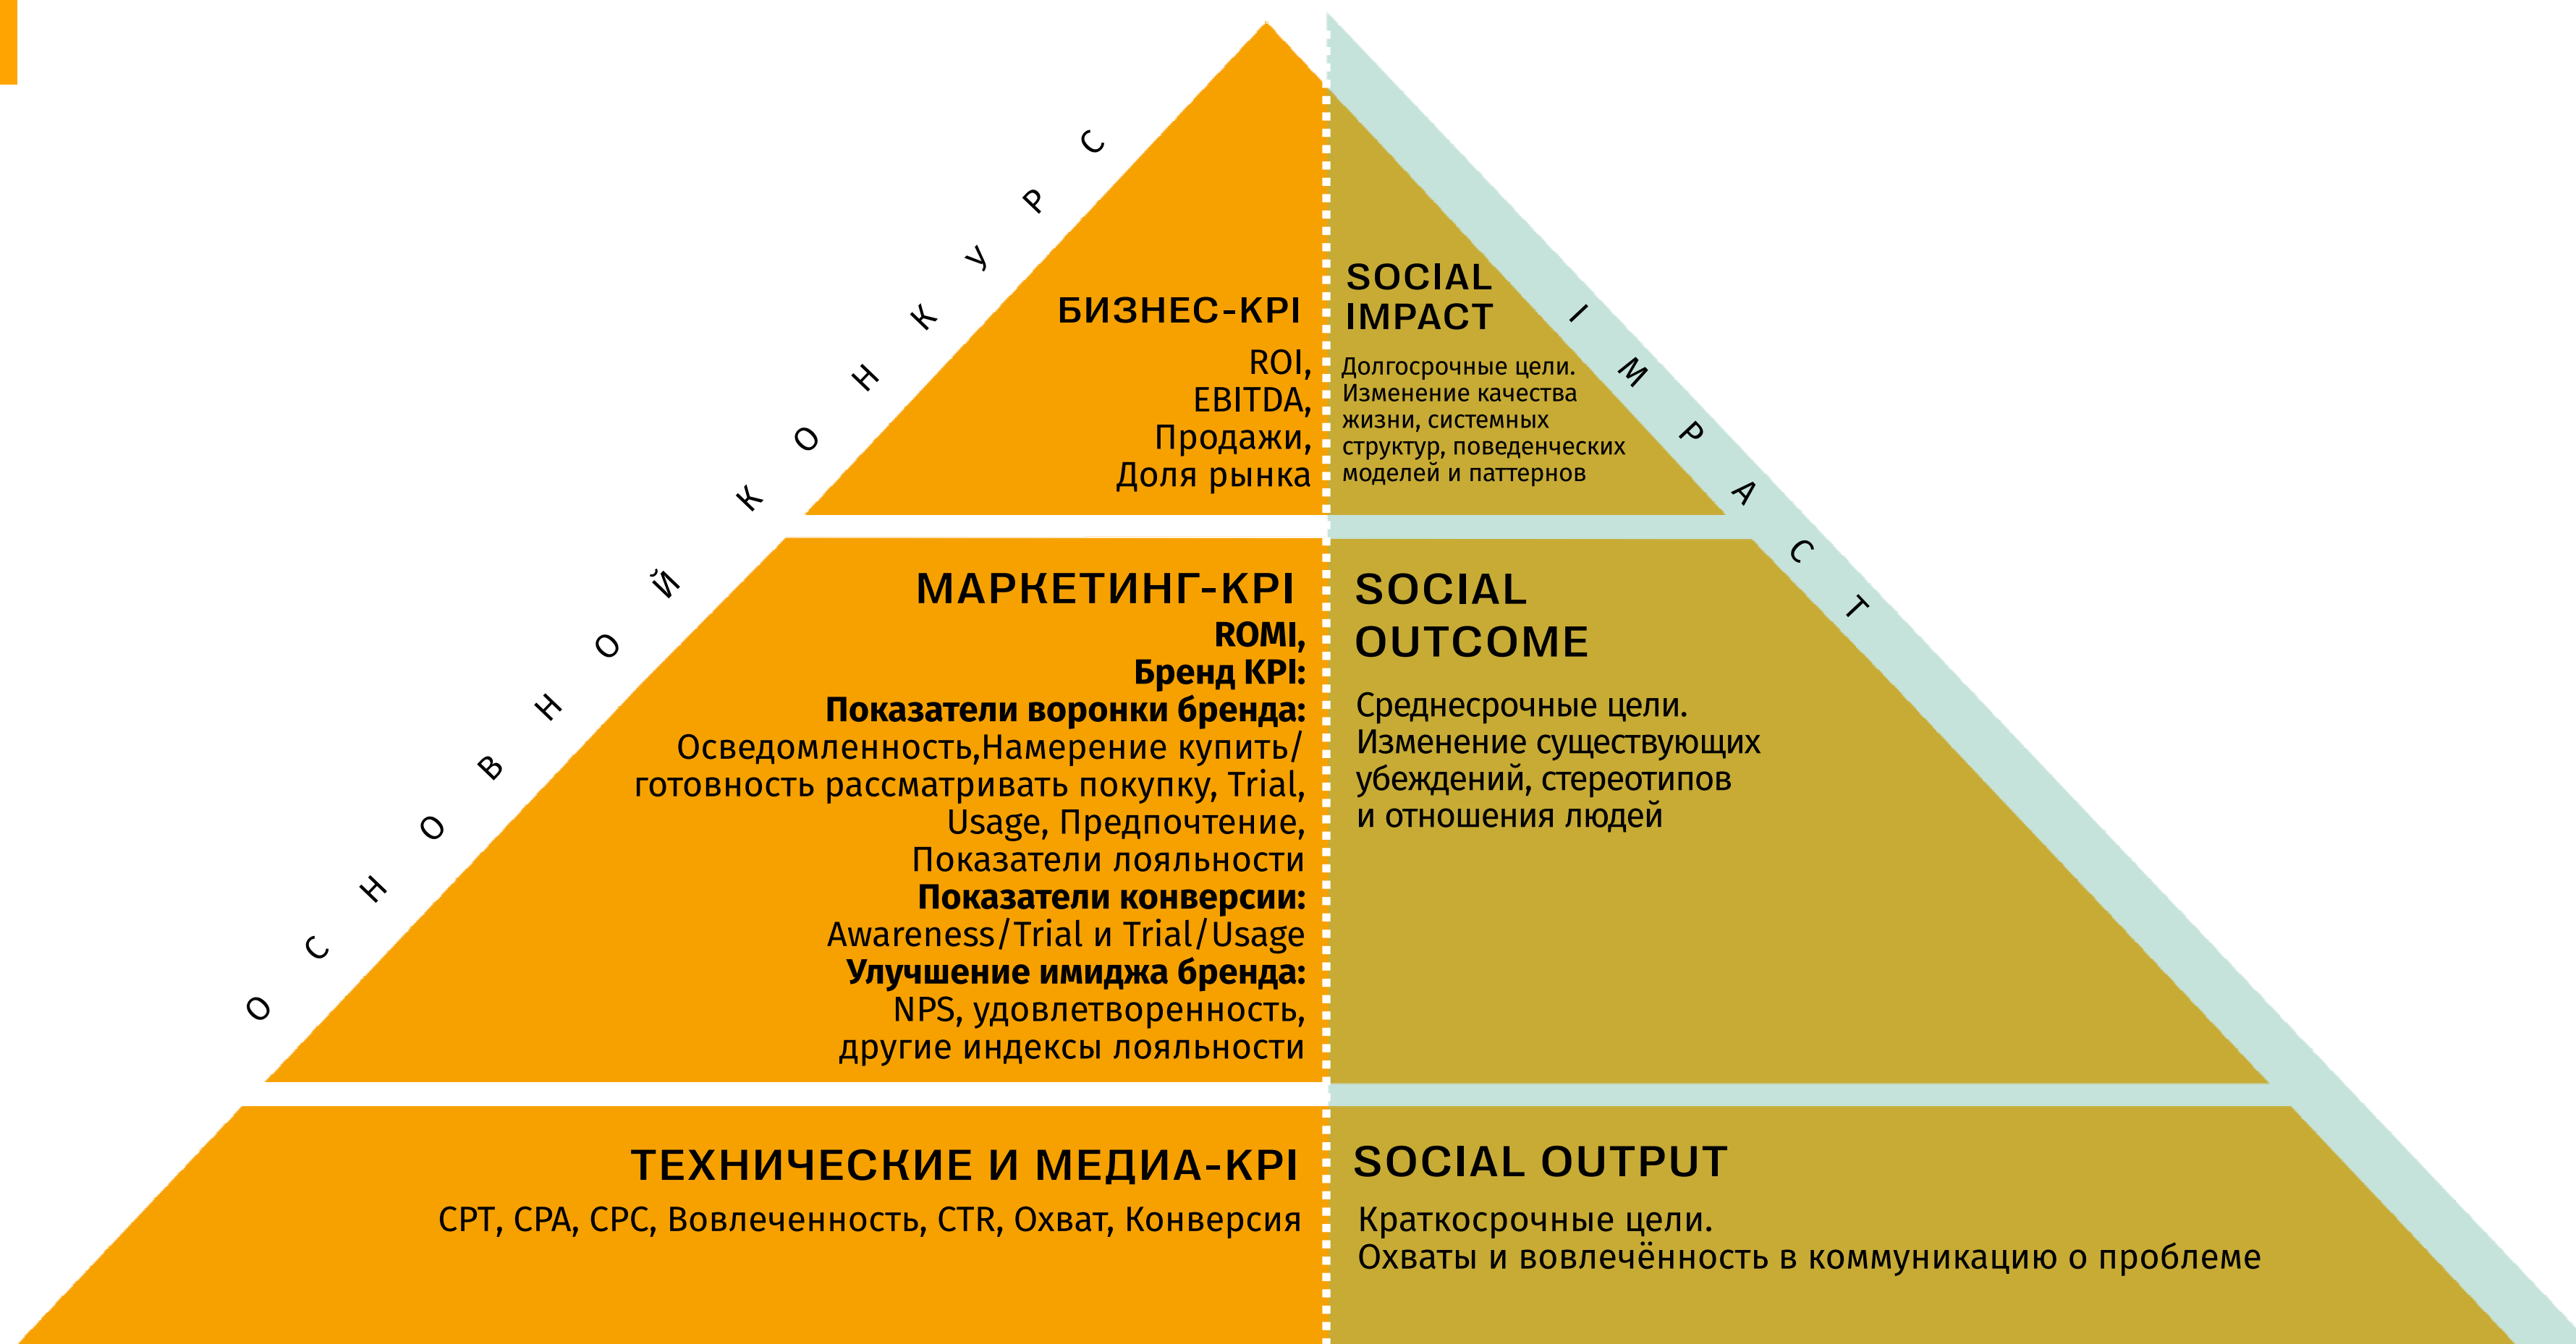 ОСНОВНОЙ КОНКУРС
IMPACT
БИЗНЕС-KPI
ROI,
EBITDA,
Продажи,
Доля рынка
SOCIAL
IMPACT
Долгосрочные цели.
Изменение качества
жизни, системных
структур, поведенческих
моделей и паттернов
МАРКЕТИНГ-KPI
ROMI,
Бренд KPI:
Показатели воронки бренда:
Осведомленность,Намерение купить/
готовность рассматривать покупку, Trial,
Usage, Предпочтение,
Показатели лояльности
Показатели конверсии:
Awareness/Trial и Trial/Usage
Улучшение имиджа бренда:
NPS, удовлетворенность,
другие индексы лояльности
SOCIAL
OUTCOME
Среднесрочные цели.
Изменение существующих
убеждений, стереотипов
и отношения людей
ТЕХНИЧЕСКИЕ И МЕДИА-KPI
CPT, CPA, CPC, Вовлеченность, CTR, Охват, Конверсия
SOCIAL OUTPUT
Краткосрочные цели.
Охваты и вовлечённость в коммуникацию о проблеме